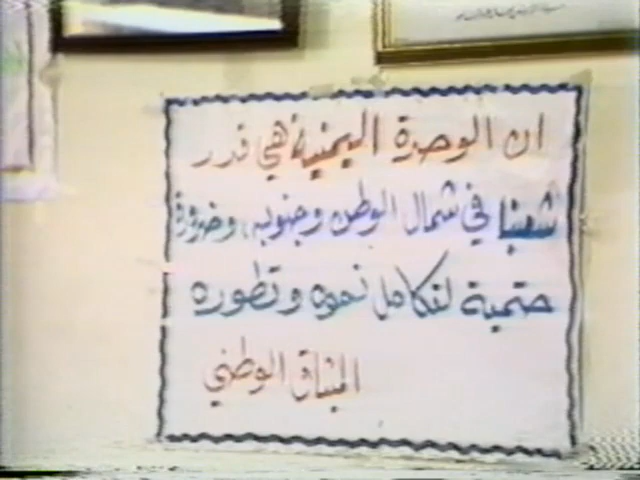 ان الوحدة اليمنية هي قدر
شعبنا في شمال الوطن وجنوبه، وضرورة
حتمية لتكامل نموه وتطوره
الميثاق الوطني